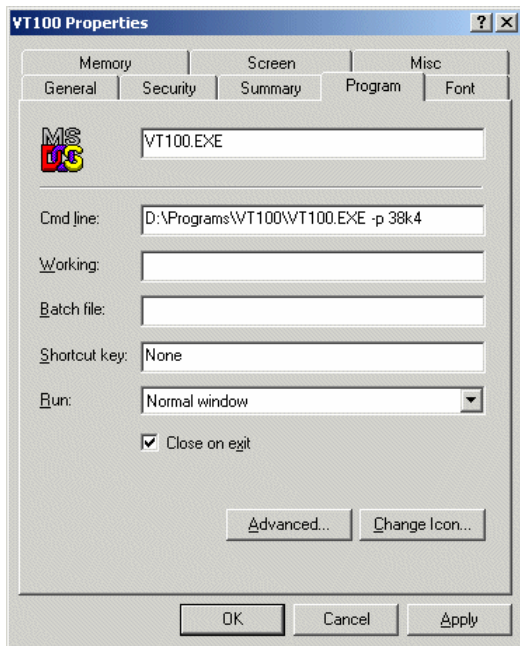 VT100 Properties
Memory Screen Misc
General Security Summary Program Font
MS DOS
VT100.EXE
Cmd line: D:\Programs\VT100\VT100.EXE -p 38k4
Working:
Batch file:
Shortcut key: None
Run: Normal window
Close on exit
Advanced... Change Icon...
OK Cancel Apply